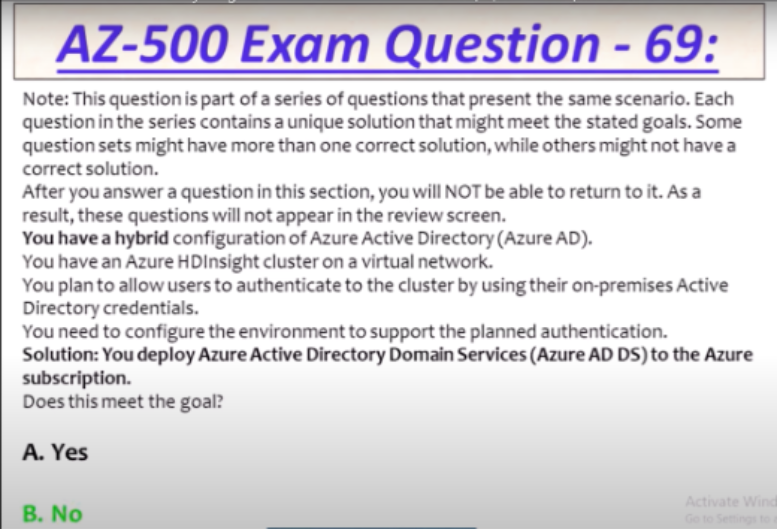 AZ-500 Exam Question - 69:
Note: This question is part of a series of questions that present the same scenario. Each
question in the series contains a unique solution that might meet the stated goals. Some
question sets might have more than one correct solution, while others might not have a
correct solution.
After you answer a question in this section, you will NOT be able to return to it. As a
result, these questions will not appear in the review screen.
You have a hybrid configuration of Azure Active Directory (Azure AD).
You have an Azure HDInsight cluster on a virtual network.
You plan to allow users to authenticate to the cluster by using their on-premises Active
Directory credentials.
You need to configure the environment to support the planned authentication.
Solution: You deploy Azure Active Directory Domain Services (Azure AD DS) to the Azure
subscription.
Does this meet the goal?
A. Yes
B. No
Activate Wind
Go to Settings to